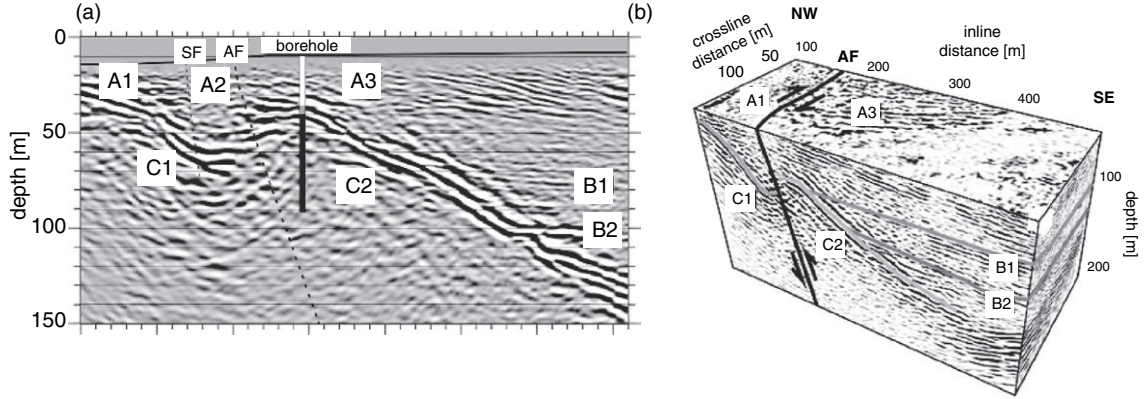 (a)
0
50
100
150
depth [m]
SF
AF
borehole
A1
A2
A3
C1
C2
B1
B2
(b)
NW
crossline
distance [m]
100
50
100
AF
200
inline
distance [m]
300
400
SE
A1
A3
C1
C2
B1
B2
100
200
depth [m]